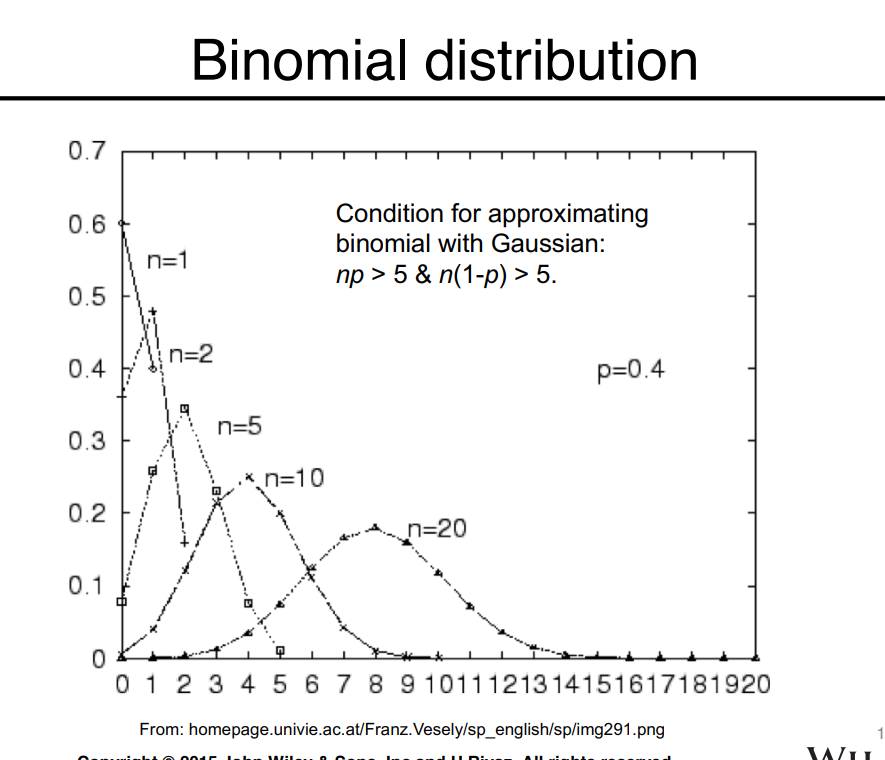 Binomial distribution
0.7
Condition for approximating
binomial with Gaussian:
np > 5 & n(1-p) > 5.
0.6
n=1
0.5
n=2
0.4
p=0.4
n=5
0.3
n=10
0.2
n=20
0.1
0
0 1 2 3 4 5 6 7 8 9 10 11 12 13 14 15 16 17 18 19 20
From: homepage.univie.ac.at/Franz.Vesely/sp_english/sp/img291.png
1